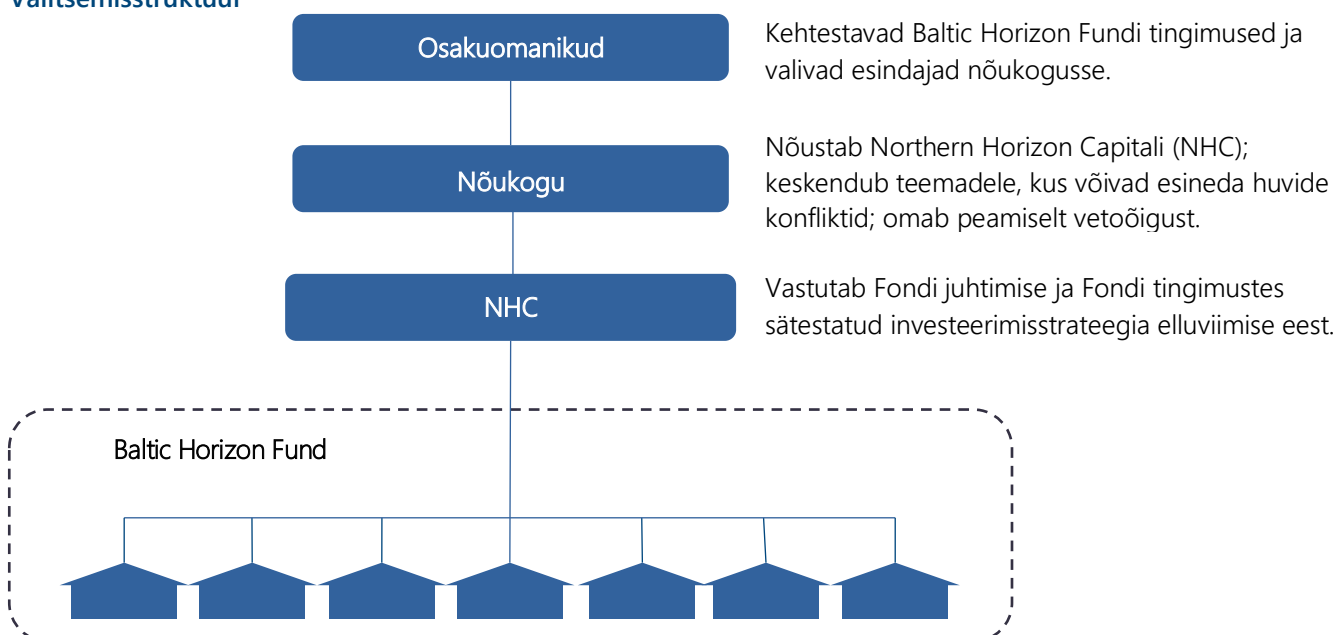 Valitsemisstruktuur
Osakuomanikud
Kehtestavad Baltic Horizon Fundi tingimused ja
valivad esindajad nõukogusse.
Nõukogu
Nõustab Northern Horizon Capitali (NHC);
keskendub teemadele, kus võivad esineda huvide
konfliktid; omab peamiselt vetoõigust.
NHC
Vastutab Fondi juhtimise ja Fondi tingimustes
sätestatud investeerimisstrateegia elluviimise eest.
Baltic Horizon Fund